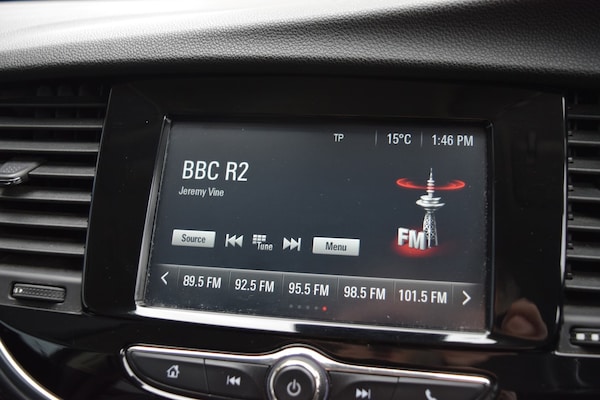 TP 15°C 1:46 PM
BBC R2
Jeremy Vine
FM
Source Tune Menu
89.5 FM 92.5 FM 95.5 FM 98.5 FM 101.5 FM